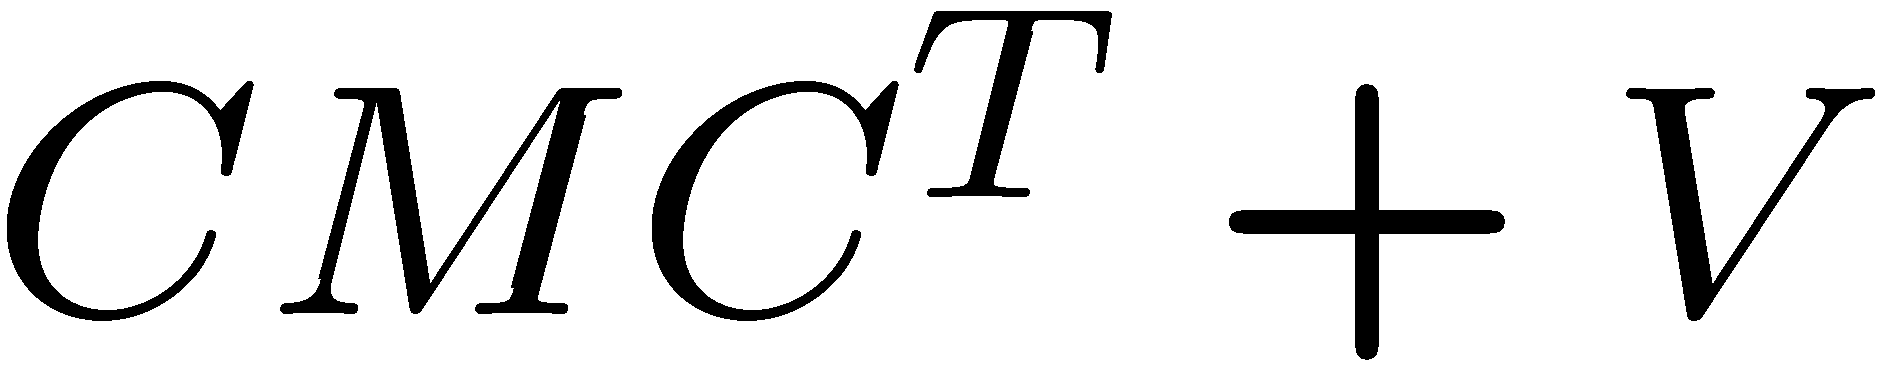 CMC^T + V